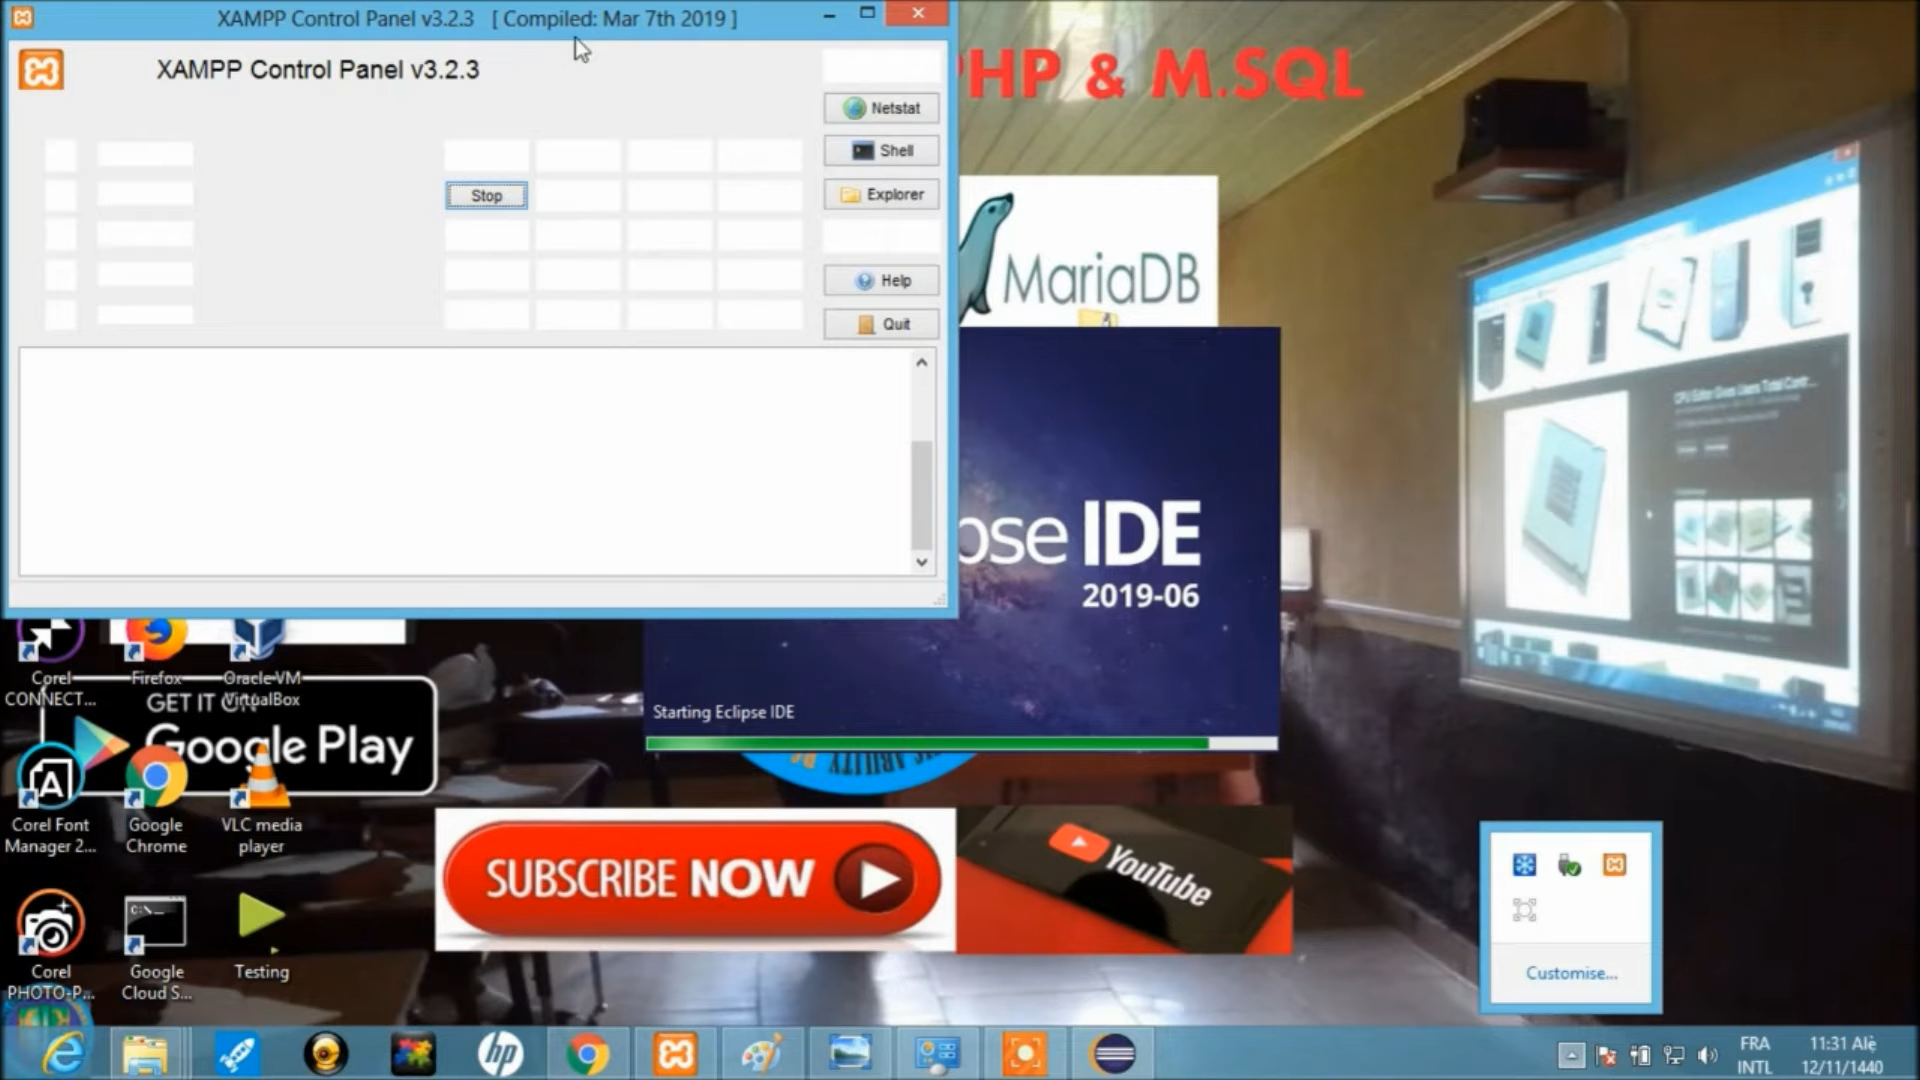 XAMPP Control Panel v3.2.3 [ Compiled: Mar 7th 2019 ]
XAMPP Control Panel v3.2.3
Netstat
Shell
Stop
Explorer
Help
Quit
HP & M.SQL
MariaDB
pse IDE
2019-06
Starting Eclipse IDE
Corel
CONNECT...
Firefox
Oracle VM
VirtualBox
GET IT ON
Google Play
Corel Font
Manager 2...
Google
Chrome
VLC media
player
SUBSCRIBE NOW
YouTube
Corel
PHOTO-P...
Google
Cloud S...
Testing
Customise...
hp
FRA
INTL
11:31 Alẹ
12/11/1440